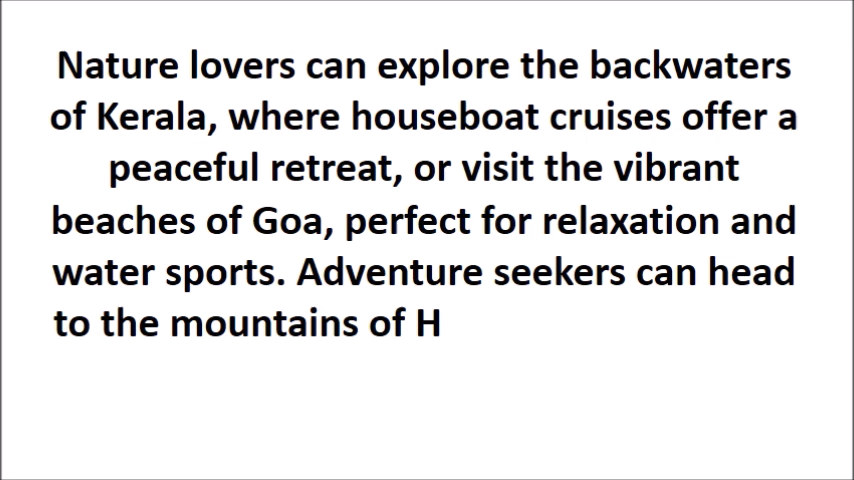 Nature lovers can explore the backwaters
of Kerala, where houseboat cruises offer a
peaceful retreat, or visit the vibrant
beaches of Goa, perfect for relaxation and
water sports. Adventure seekers can head
to the mountains of H